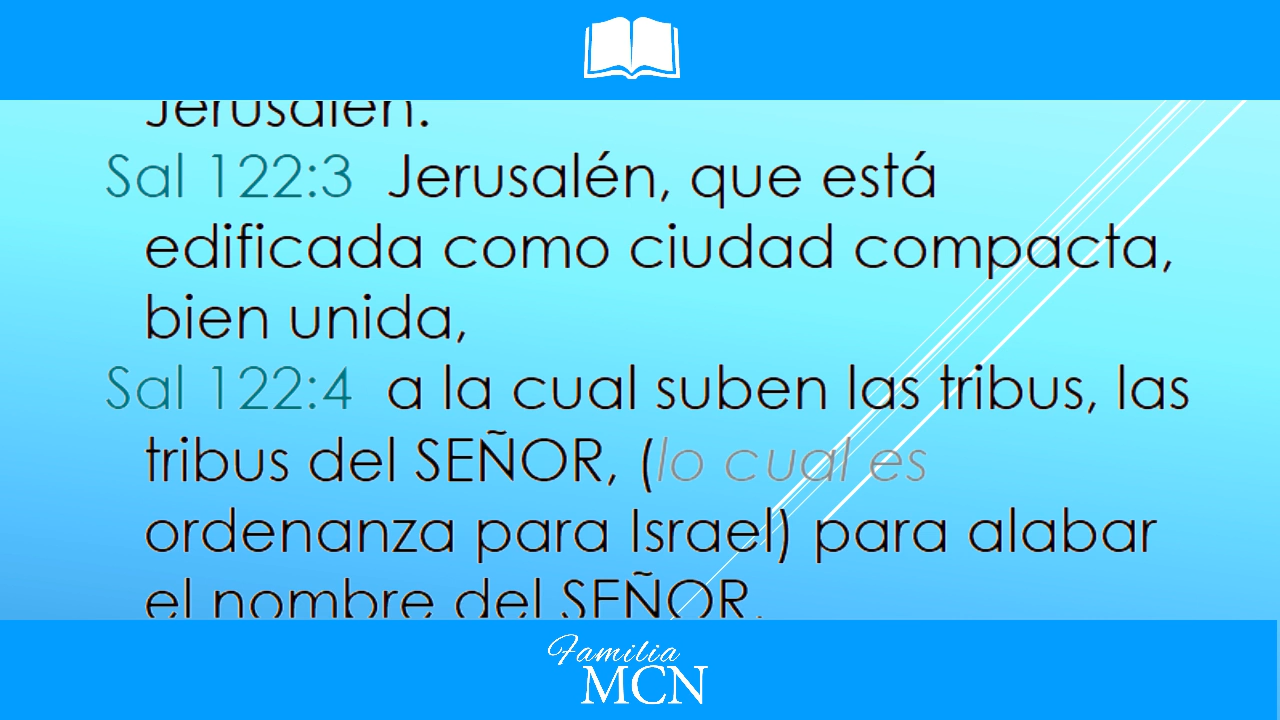 Jerusalén.
Sal 122:3 Jerusalén, que está
edificada como ciudad compacta,
bien unida,
Sal 122:4 a la cual suben las tribus, las
tribus del SEÑOR, (lo cual es
ordenanza para Israel) para alabar
el nombre del SEÑOR.
Familia
MCN